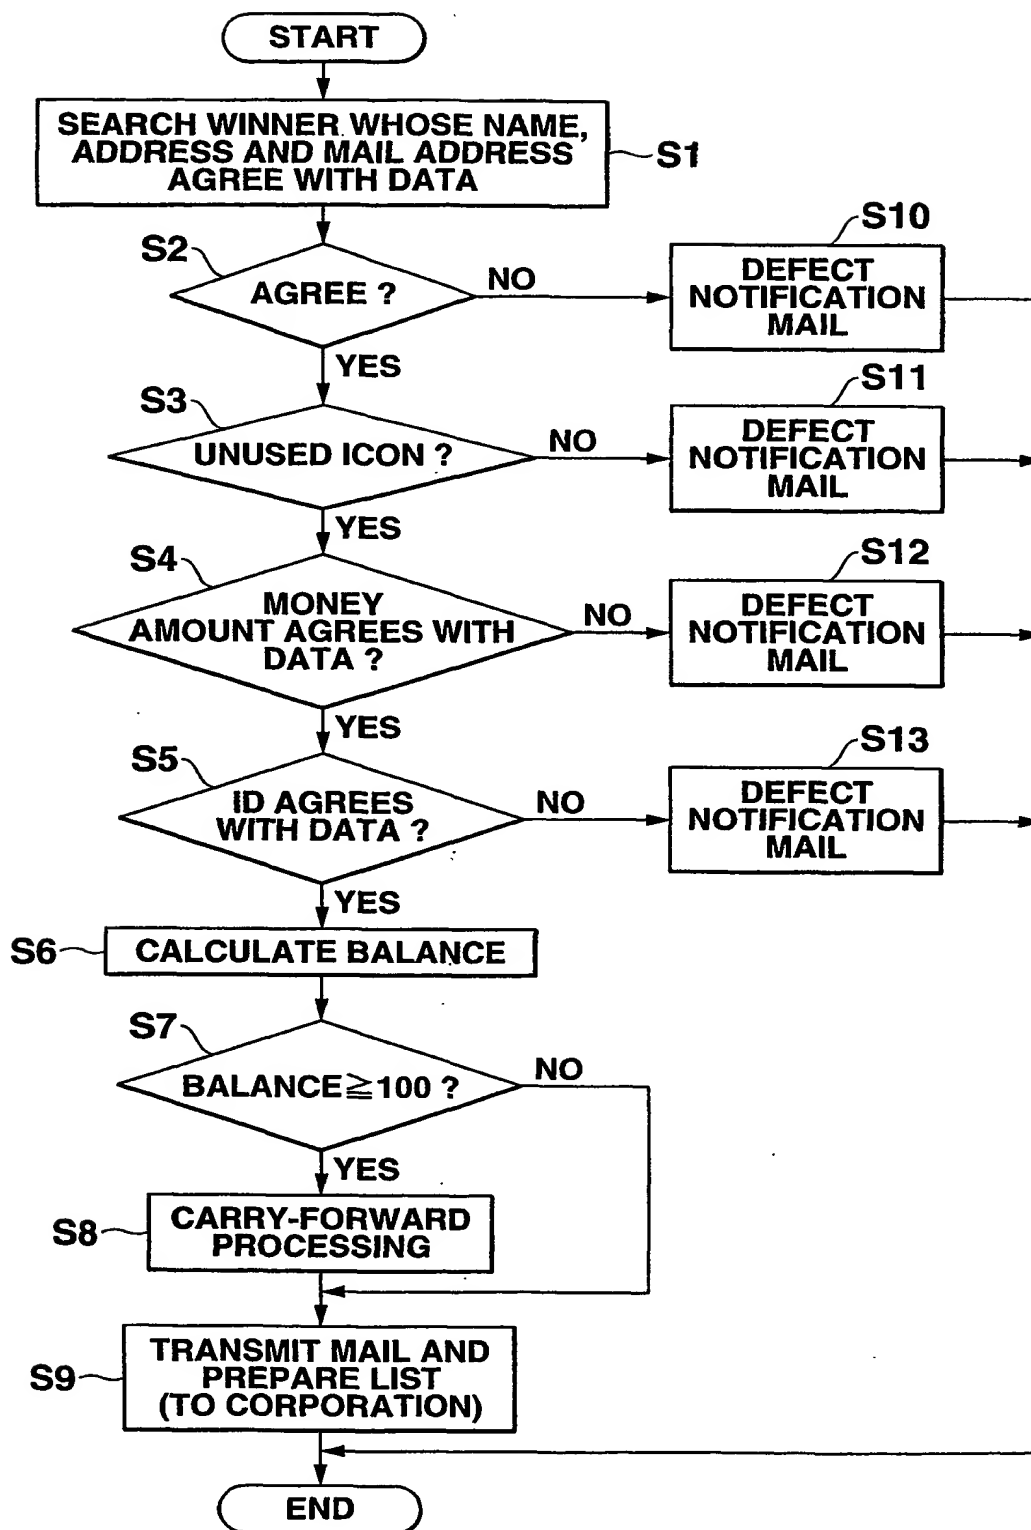 START
SEARCH WINNER WHOSE NAME,
ADDRESS AND MAIL ADDRESS
AGREE WITH DATA
S1
S2
AGREE ?
NO
S10
DEFECT
NOTIFICATION
MAIL
YES
S3
UNUSED ICON ?
NO
S11
DEFECT
NOTIFICATION
MAIL
YES
S4
MONEY
AMOUNT AGREES WITH
DATA ?
NO
S12
DEFECT
NOTIFICATION
MAIL
YES
S5
ID AGREES
WITH DATA ?
NO
S13
DEFECT
NOTIFICATION
MAIL
YES
S6
CALCULATE BALANCE
S7
BALANCE≧100 ?
NO
YES
S8
CARRY-FORWARD
PROCESSING
S9
TRANSMIT MAIL AND
PREPARE LIST
(TO CORPORATION)
END